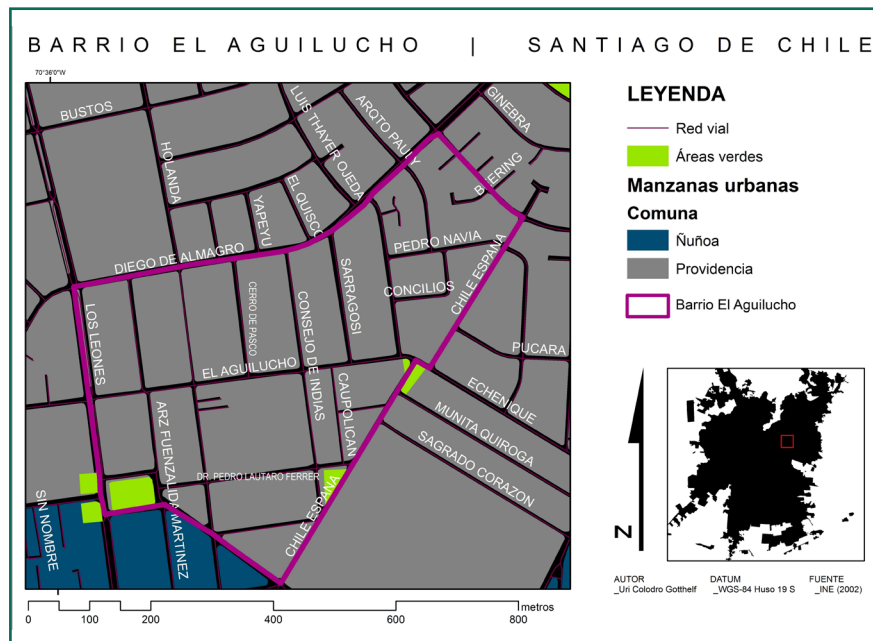 BARRIO EL AGUILUCHO | SANTIAGO DE CHILE
70°36'0"W
BUSTOS
HOLANDA
LUIS THAYER OJEDA
ARQTO PAULY
GINEBRA
BEERING
YAPEYU
EL QUISCO
DIEGO DE ALMAGRO
PEDRO NAVIA
CONCILIOS
CHILE ESPAÑA
LOS LEONES
CERRO DE PASCO
CONSEJO DE INDIAS
SARRAGOSI
EL AGUILUCHO
PUCARA
ECHENIQUE
MUNITA QUIROGA
SAGRADO CORAZON
CAUPOLICAN
ARZ FUENZALIDA MARTINEZ
DR. PEDRO LAUTARO FERRER
CHILE ESPAÑA
SIN NOMBRE
0 100 200 400 600 800 metros
LEYENDA
Red vial
Áreas verdes
Manzanas urbanas
Comuna
Ñuñoa
Providencia
Barrio El Aguilucho
N
AUTOR DATUM FUENTE
_Uri Colodro Gotthelf _WGS-84 Huso 19 S _INE (2002)